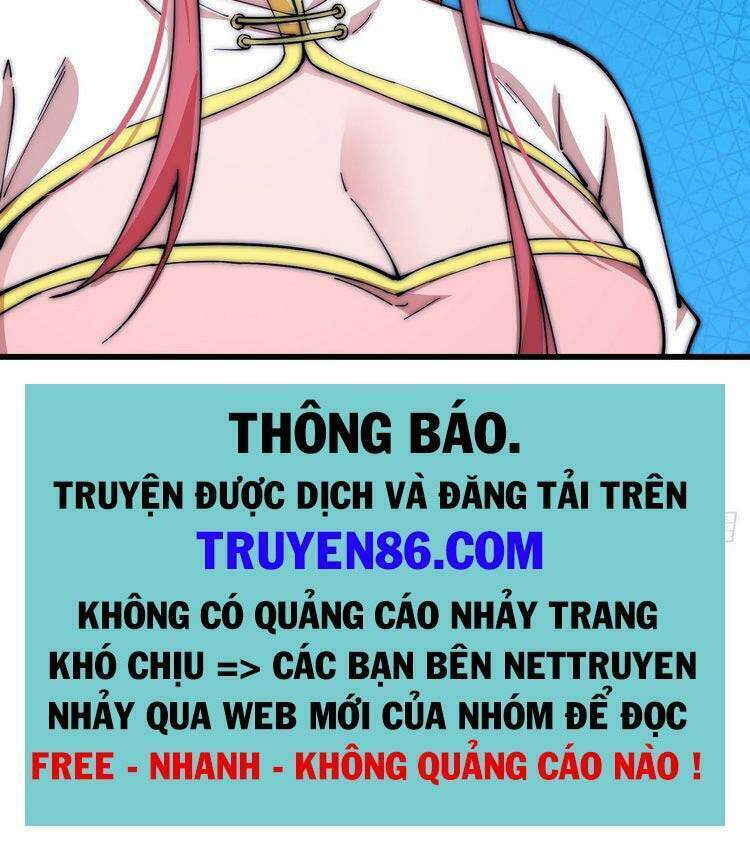 THÔNG BÁO.
TRUYỆN ĐƯỢC DỊCH VÀ ĐĂNG TẢI TRÊN
TRUYEN86.COM
KHÔNG CÓ QUẢNG CÁO NHẢY TRANG
KHÓ CHỊU => CÁC BẠN BÊN NETTRUYEN
NHẢY QUA WEB MỚI CỦA NHÓM ĐỂ ĐỌC
FREE - NHANH - KHÔNG QUẢNG CÁO NÀO !